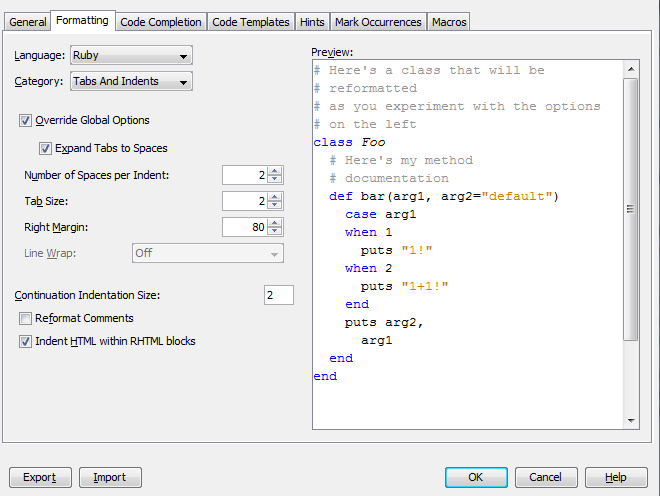 General Formatting Code Completion Code Templates Hints Mark Occurrences Macros
Language: Ruby
Category: Tabs And Indents
Override Global Options
Expand Tabs to Spaces
Number of Spaces per Indent: 2
Tab Size: 2
Right Margin: 80
Line Wrap: Off
Continuation Indentation Size: 2
Reformat Comments
Indent HTML within RHTML blocks
Preview:
# Here's a class that will be
# reformatted
# as you experiment with the options
# on the left
class Foo
  # Here's my method
  # documentation
  def bar(arg1, arg2="default")
    case arg1
    when 1
      puts "1!"
    when 2
      puts "1+1!"
    end
    puts arg2,
      arg1
  end
end
Export Import OK Cancel Help